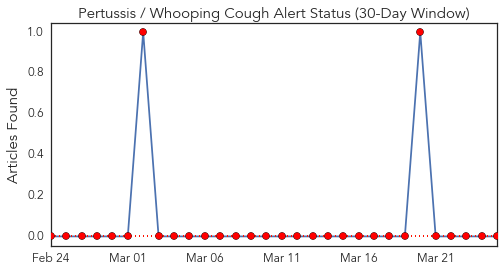 Pertussis / Whooping Cough Alert Status (30-Day Window)
Articles Found
1.0
0.8
0.6
0.4
0.2
0.0
Feb 24 Mar 01 Mar 06 Mar 11 Mar 16 Mar 21